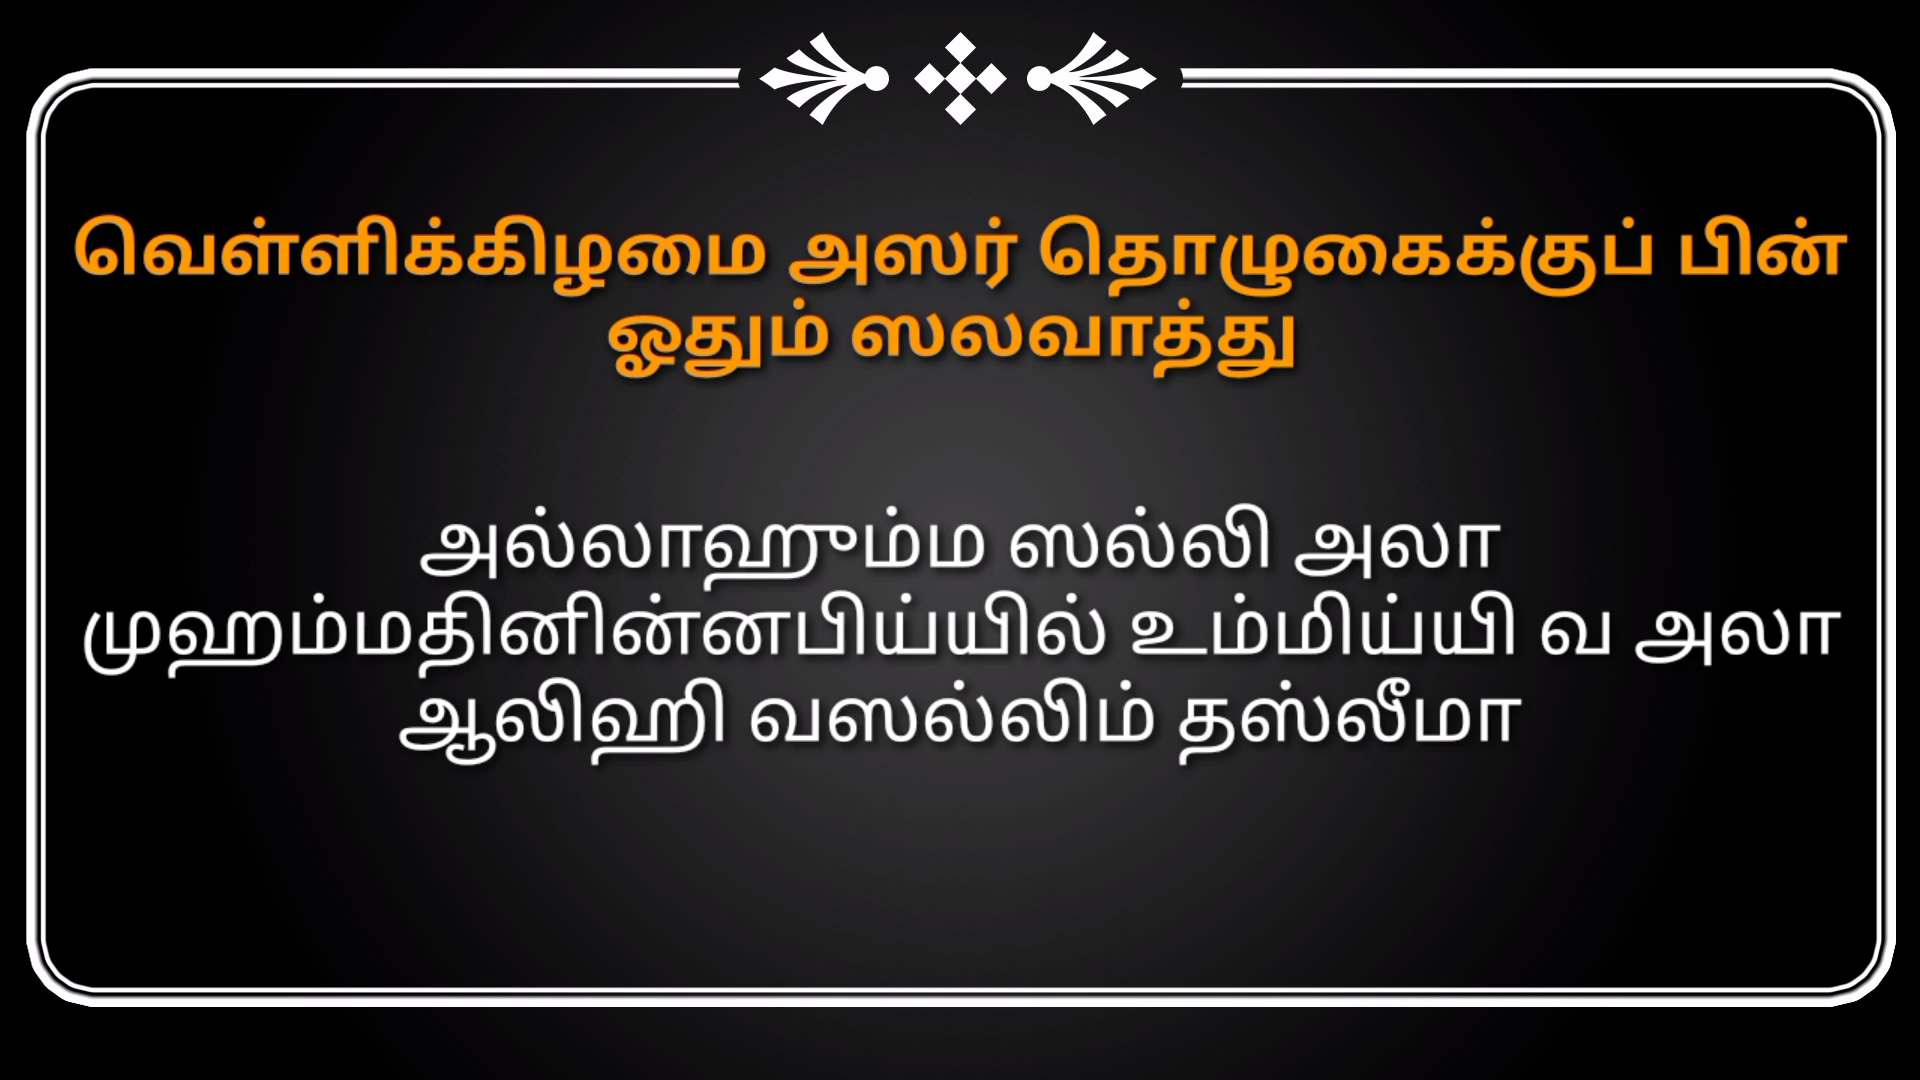 வெள்ளிக்கிழமை அஸர் தொழுகைக்குப் பின்
ஓதும் ஸலவாத்து
அல்லாஹும்ம ஸல்லி அலா
முஹம்மதினின்னபிய்யில் உம்மிய்யி வ அலா
ஆலிஹி வஸல்லிம் தஸ்லீமா